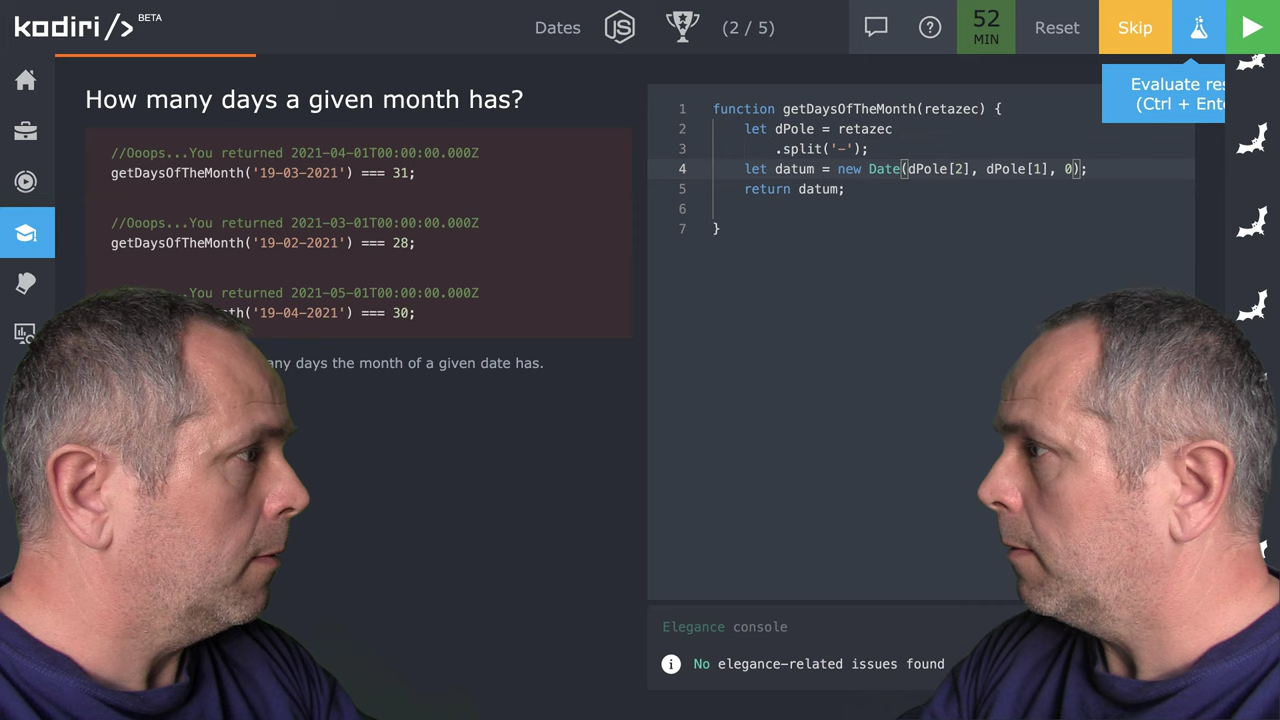 kodiri /> BETA
Dates
JS
(2 / 5)
52
MIN
Reset
Skip
Evaluate res
(Ctrl + Ent
How many days a given month has?
//Ooops...You returned 2021-04-01T00:00:00.000Z
getDaysOfTheMonth('19-03-2021') === 31;
//Ooops...You returned 2021-03-01T00:00:00.000Z
getDaysOfTheMonth('19-02-2021') === 28;
You returned 2021-05-01T00:00:00.000Z
nth('19-04-2021') === 30;
any days the month of a given date has.
1 function getDaysOfTheMonth(retazec) {
2 let dPole = retazec
3 .split('-');
4 let datum = new Date(dPole[2], dPole[1], 0);
5 return datum;
6
7 }
Elegance console
No elegance-related issues found